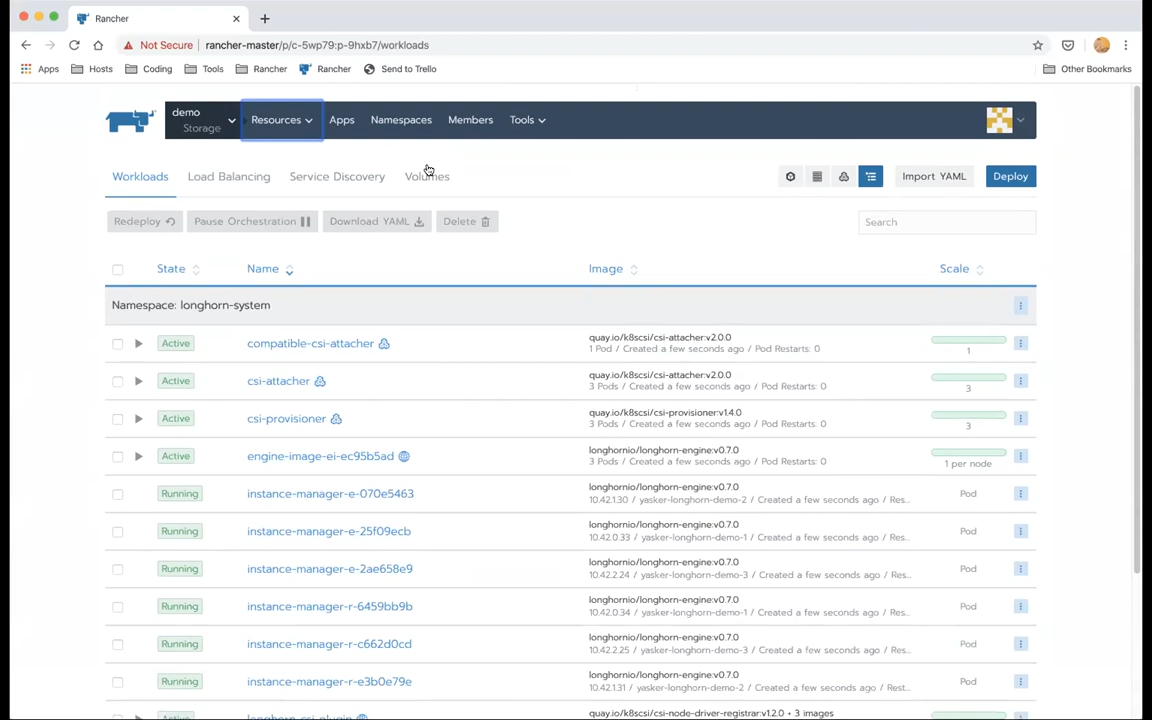 Rancher
Not Secure rancher-master/p/c-5wp79:p-9hxb7/workloads
Apps Hosts Coding Tools Rancher Rancher Send to Trello Other Bookmarks
demo
Storage
Resources Apps Namespaces Members Tools
Workloads Load Balancing Service Discovery Volumes Import YAML Deploy
Redeploy Pause Orchestration Download YAML Delete Search
State Name Image Scale
Namespace: longhorn-system
Active compatible-csi-attacher quay.io/k8scsi/csi-attacher:v2.0.0
1 Pod / Created a few seconds ago / Pod Restarts: 0
1
Active csi-attacher quay.io/k8scsi/csi-attacher:v2.0.0
3 Pods / Created a few seconds ago / Pod Restarts: 0
3
Active csi-provisioner quay.io/k8scsi/csi-provisioner:v1.4.0
3 Pods / Created a few seconds ago / Pod Restarts: 0
3
Active engine-image-ei-ec95b5ad longhornio/longhorn-engine:v0.7.0
3 Pods / Created a few seconds ago / Pod Restarts: 0
1 per node
Running instance-manager-e-070e5463 longhornio/longhorn-engine:v0.7.0 Pod
10.42.1.30 / yasker-longhorn-demo-2 / Created a few seconds ago / Res...
Running instance-manager-e-25f09ecb longhornio/longhorn-engine:v0.7.0 Pod
10.42.0.33 / yasker-longhorn-demo-1 / Created a few seconds ago / Res...
Running instance-manager-e-2ae658e9 longhornio/longhorn-engine:v0.7.0 Pod
10.42.2.24 / yasker-longhorn-demo-3 / Created a few seconds ago / Res...
Running instance-manager-r-6459bb9b longhornio/longhorn-engine:v0.7.0 Pod
10.42.0.34 / yasker-longhorn-demo-1 / Created a few seconds ago / Res...
Running instance-manager-r-c662d0cd longhornio/longhorn-engine:v0.7.0 Pod
10.42.2.25 / yasker-longhorn-demo-3 / Created a few seconds ago / Res...
Running instance-manager-r-e3b0e79e longhornio/longhorn-engine:v0.7.0 Pod
10.42.1.31 / yasker-longhorn-demo-2 / Created a few seconds ago / Rest...
Active longhorn-csi-plugin quay.io/k8scsi/csi-node-driver-registrar:v1.2.0 + 3 images